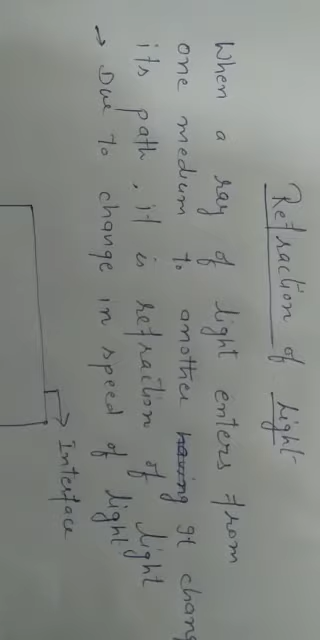 Refraction of light
When a ray of light enters from
one medium to another having it chang
its path, it is refraction of light
→ Due to change in speed of light
Interface